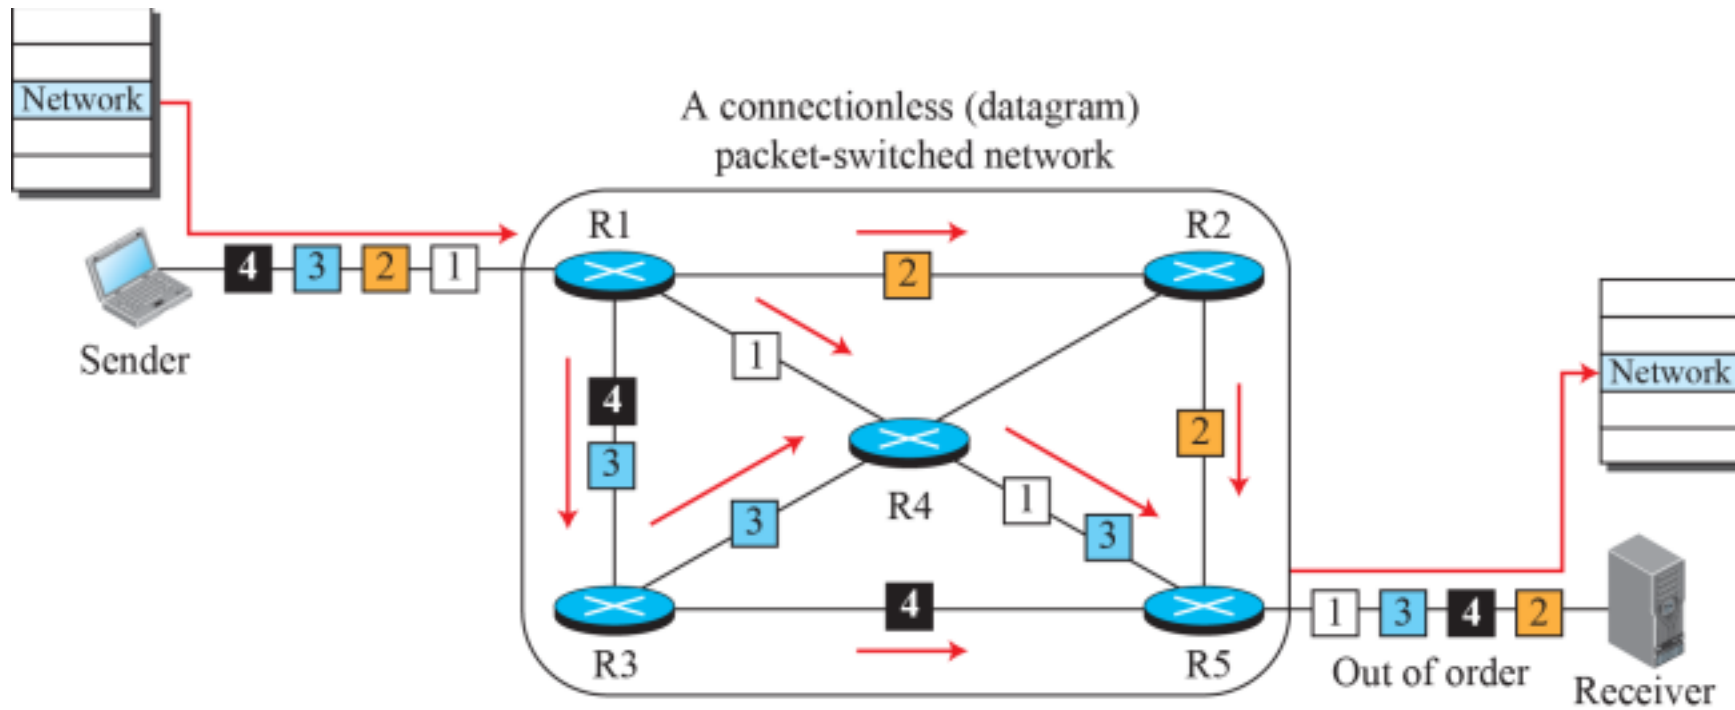 Network
A connectionless (datagram)
packet-switched network
R1
R2
4 3 2 1
2
Sender
1
4
3
2
Network
R4
3
1
3
4
R3
R5
1 3 4 2
Out of order
Receiver